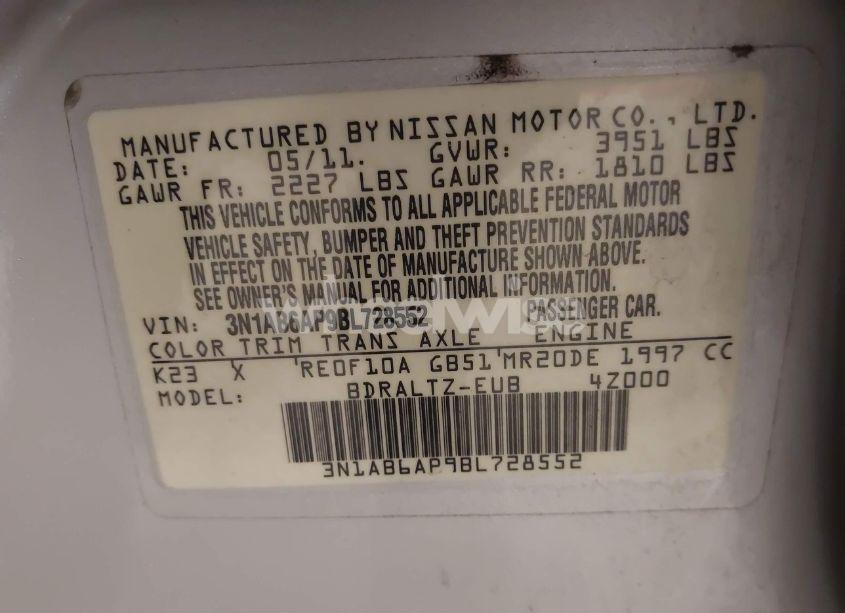 MANUFACTURED BY NISSAN MOTOR CO., LTD.
DATE: 05/11. GVWR: 3951 LBS
GAWR FR: 2227 LBS GAWR RR: 1810 LBS
THIS VEHICLE CONFORMS TO ALL APPLICABLE FEDERAL MOTOR
VEHICLE SAFETY, BUMPER AND THEFT PREVENTION STANDARDS
IN EFFECT ON THE DATE OF MANUFACTURE SHOWN ABOVE.
SEE OWNER'S MANUAL FOR ADDITIONAL INFORMATION.
VIN: 3N1AB6AP9BL728552 PASSENGER CAR.
COLOR TRIM TRANS AXLE ENGINE
K23 X RE0F10A GB51 MR20DE 1997 CC
MODEL: BDRALTZ-EUB 4Z000
3N1AB6AP9BL728552